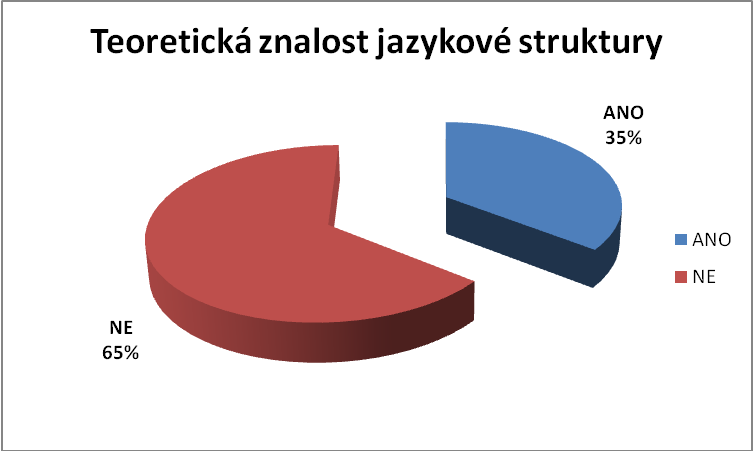 Teoretická znalost jazykové struktury
ANO
35%
ANO
NE
NE
65%